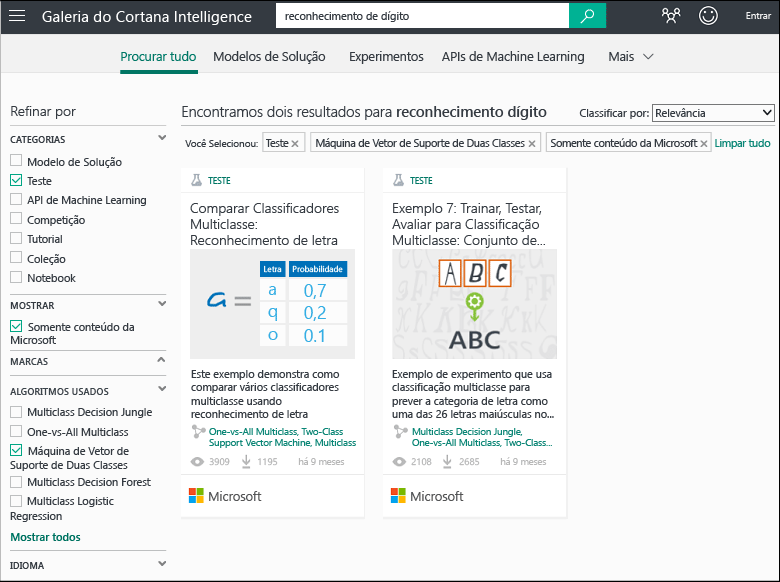 Galeria do Cortana Intelligence
reconhecimento de dígito
Entrar
Procurar tudo
Modelos de Solução
Experimentos
APIs de Machine Learning
Mais
Refinar por
CATEGORIAS
Modelo de Solução
Teste
API de Machine Learning
Competição
Tutorial
Coleção
Notebook
MOSTRAR
Somente conteúdo da
Microsoft
MARCAS
ALGORITMOS USADOS
Multiclass Decision Jungle
One-vs-All Multiclass
Máquina de Vetor de
Suporte de Duas Classes
Multiclass Decision Forest
Multiclass Logistic
Regression
Mostrar todos
IDIOMA
Encontramos dois resultados para reconhecimento dígito
Classificar por: Relevância
Você Selecionou: Teste × Máquina de Vetor de Suporte de Duas Classes × Somente conteúdo da Microsoft × Limpar tudo
TESTE
Comparar Classificadores
Multiclasse:
Reconhecimento de letra
Letra Probabilidade
a = a 0,7
q 0,2
o 0.1
Este exemplo demonstra como
comparar vários classificadores
multiclasse usando
reconhecimento de letra
One-vs-All Multiclass, Two-Class
Support Vector Machine, Multiclass
3909 1195 há 9 meses
Microsoft
TESTE
Exemplo 7: Trainar, Testar,
Avaliar para Classificação
Multiclasse: Conjunto de...
A B C
ABC
Exemplo de experimento que usa
classificação multiclasse para
prever a categoria de letra como
uma das 26 letras maiúsculas no...
Multiclass Decision Jungle,
One-vs-All Multiclass, Two-Class...
2108 2685 há 9 meses
Microsoft